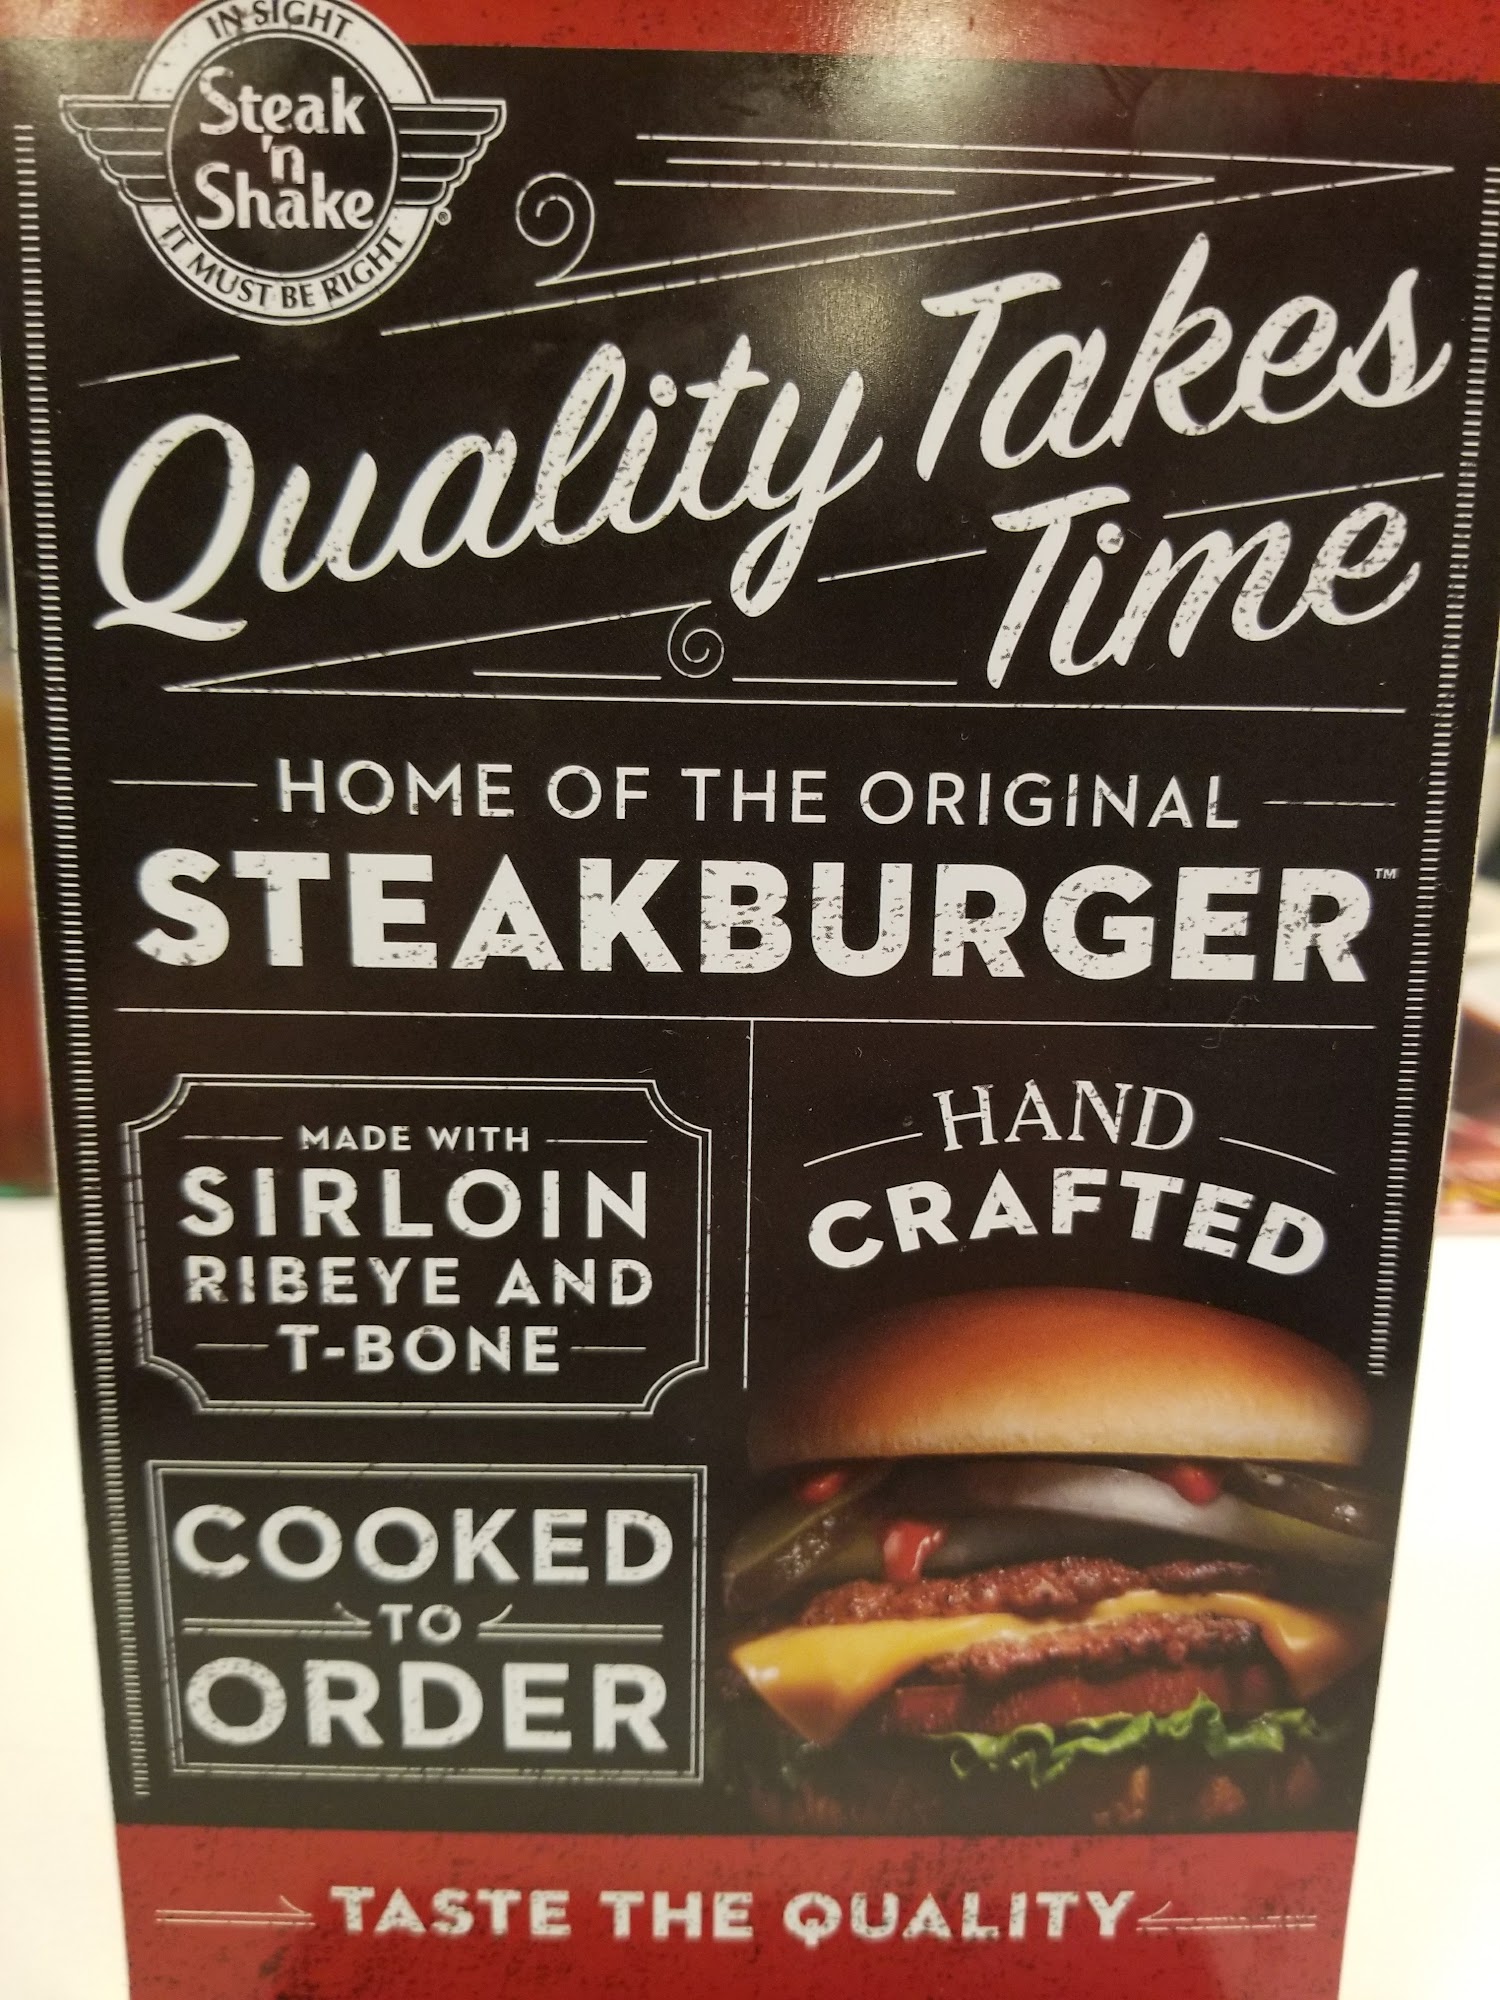 IN SIGHT
Steak
'n
Shake
IT MUST BE RIGHT
®
Quality Takes
Time
HOME OF THE ORIGINAL
STEAKBURGER™
MADE WITH
SIRLOIN
RIBEYE AND
T-BONE
HAND
CRAFTED
COOKED
TO
ORDER
TASTE THE QUALITY